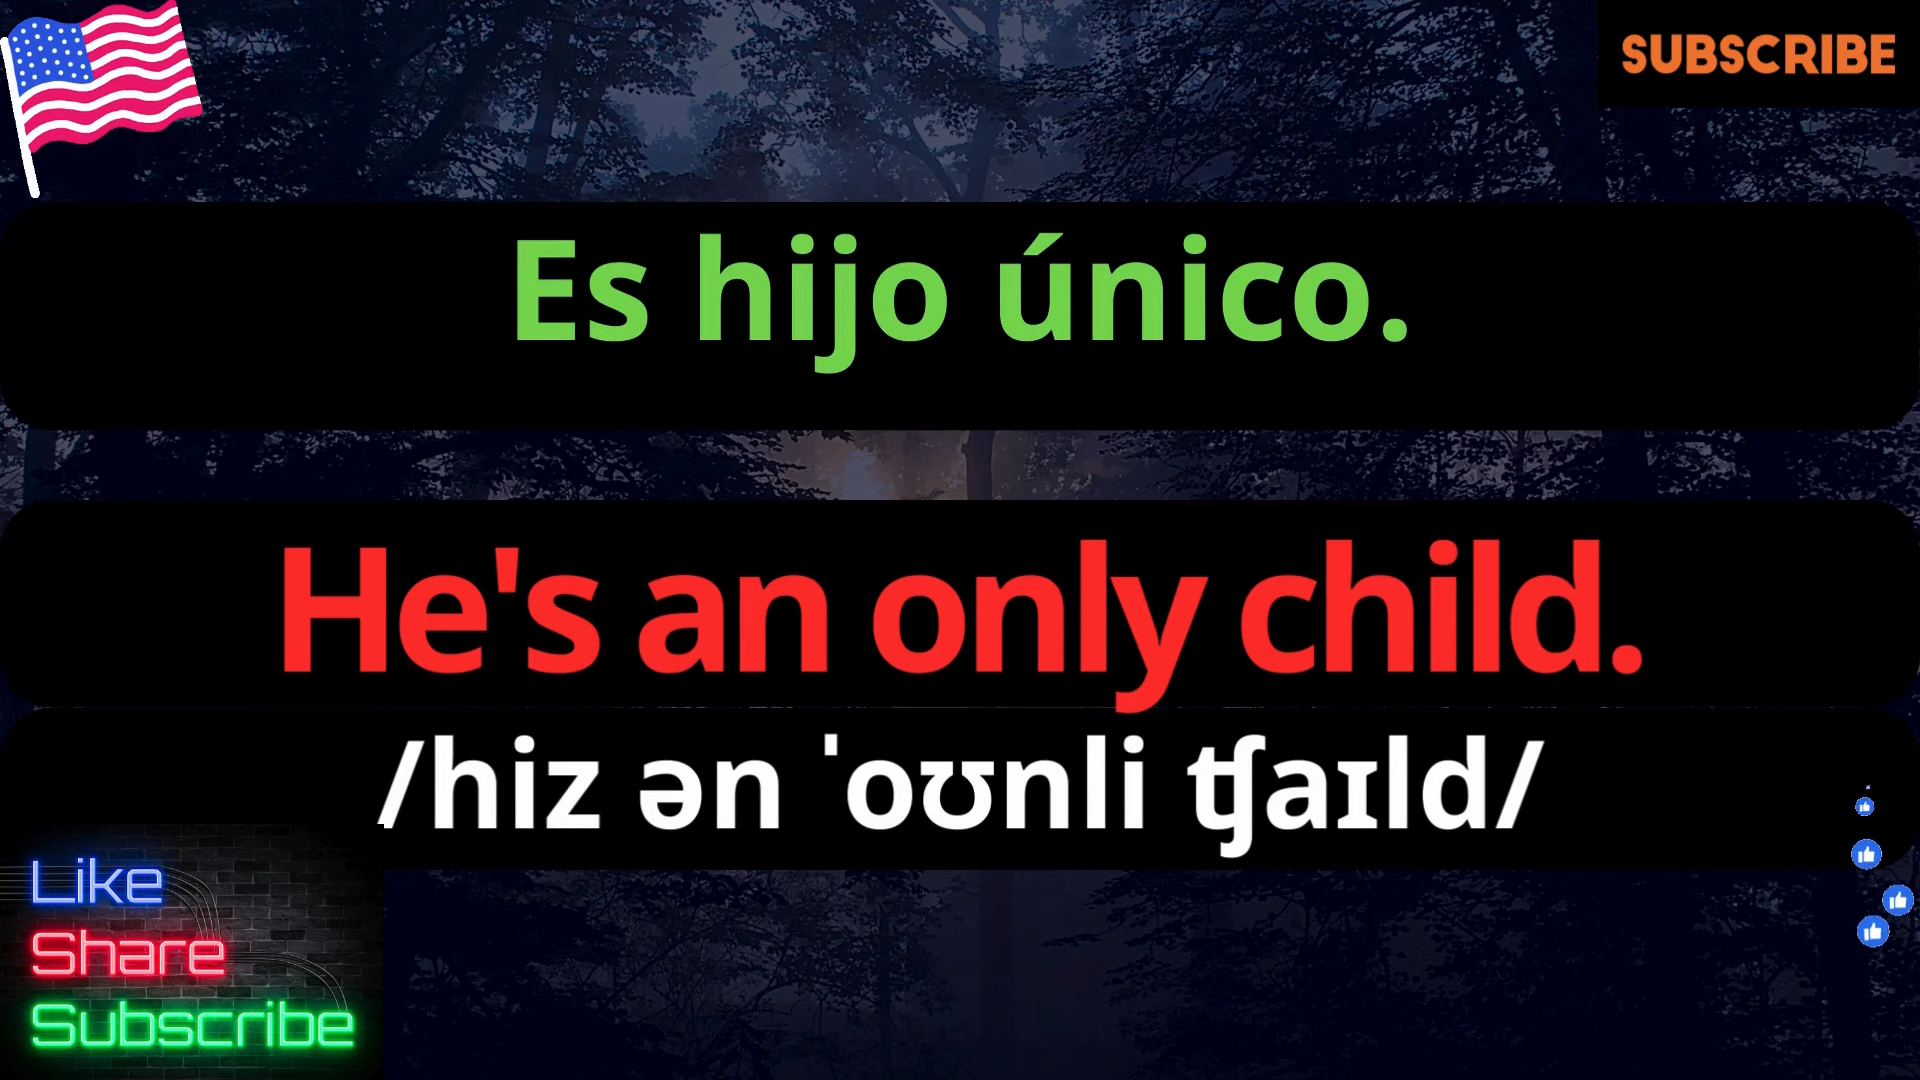 SUBSCRIBE
Es hijo único.
He's an only child.
/hiz ən ˈoʊnli ʧaɪld/
Like
Share
Subscribe